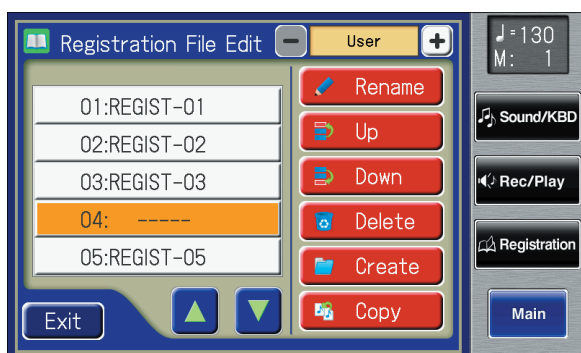 Registration File Edit
User
01:REGIST-01
02:REGIST-02
03:REGIST-03
04: -----
05:REGIST-05
Exit
Rename
Up
Down
Delete
Create
Copy
♩=130
M: 1
Sound/KBD
Rec/Play
Registration
Main